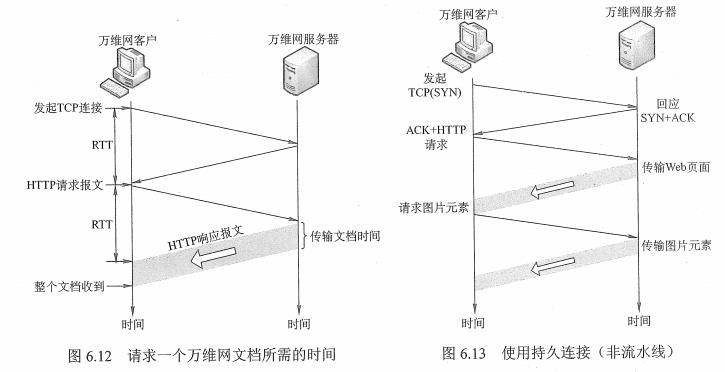 万维网客户
万维网服务器
发起TCP连接
RTT
HTTP请求报文
RTT
HTTP响应报文
传输文档时间
整个文档收到
时间
时间
图 6.12 请求一个万维网文档所需的时间
万维网客户
万维网服务器
发起
TCP(SYN)
回应
SYN+ACK
ACK+HTTP
请求
传输Web页面
请求图片元素
传输图片元素
时间
时间
图 6.13 使用持久连接（非流水线）